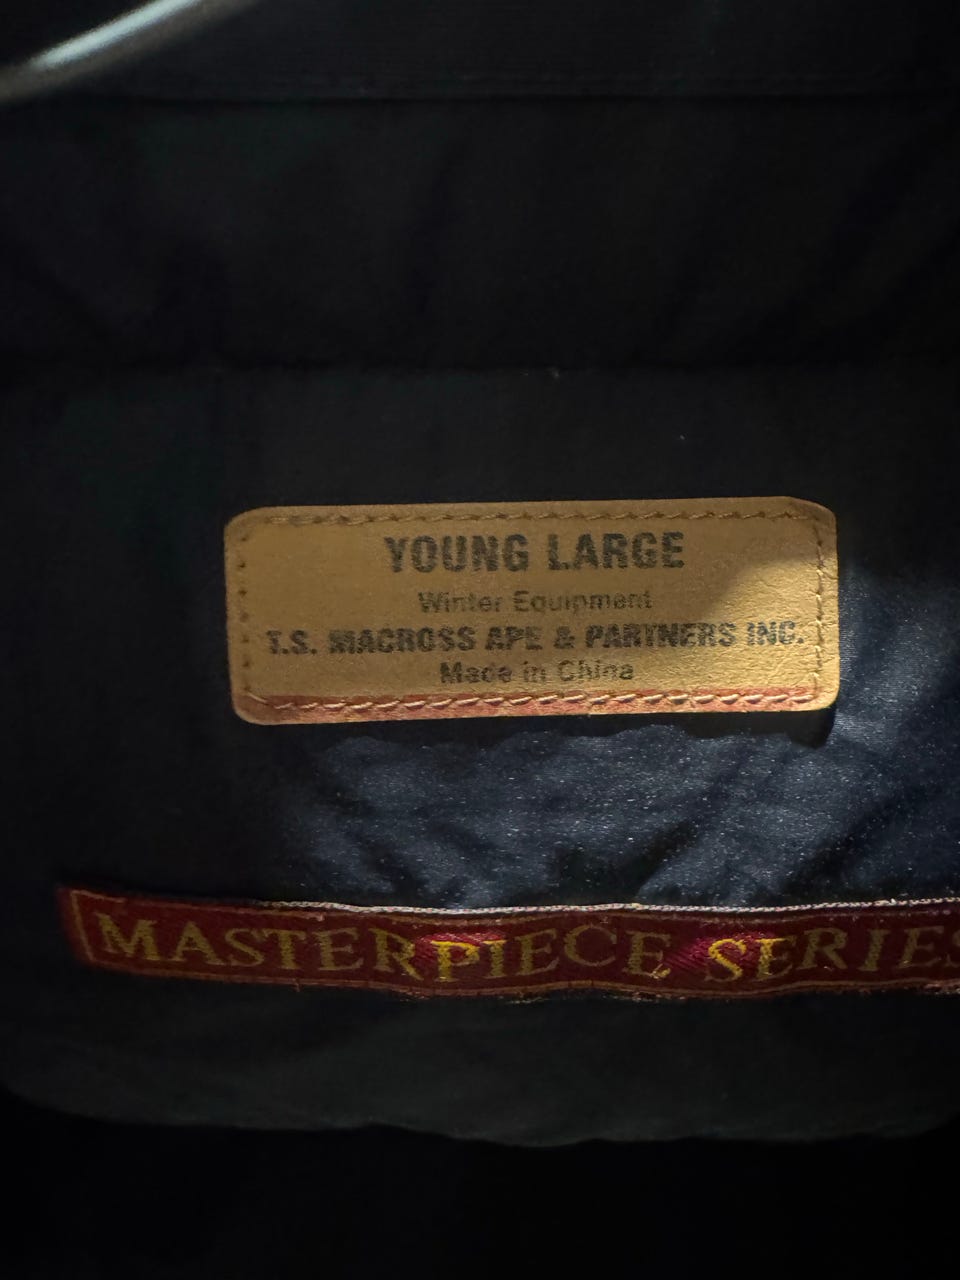 YOUNG LARGE
Winter Equipment
T.S. MACROSS APE & PARTNERS INC.
Made in China
MASTERPIECE SERIES